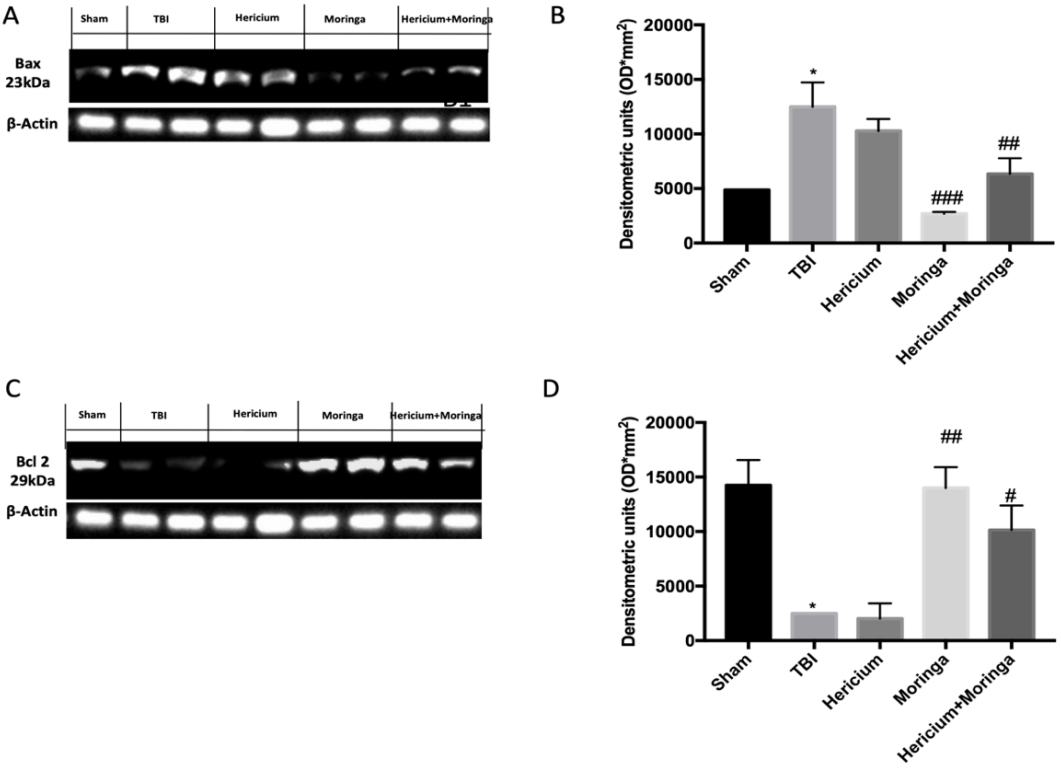 A
Sham TBI Hericium Moringa Hericium+Moringa
Bax
23kDa
β-Actin
B
Densitometric units (OD*mm²)
20000
15000
10000
5000
0
*
###
##
Sham
TBI
Hericium
Moringa
Hericium+Moringa
C
Sham TBI Hericium Moringa Hericium+Moringa
Bcl 2
29kDa
β-Actin
D
Densitometric units (OD*mm²)
20000
15000
10000
5000
0
*
##
#
Sham
TBI
Hericium
Moringa
Hericium+Moringa